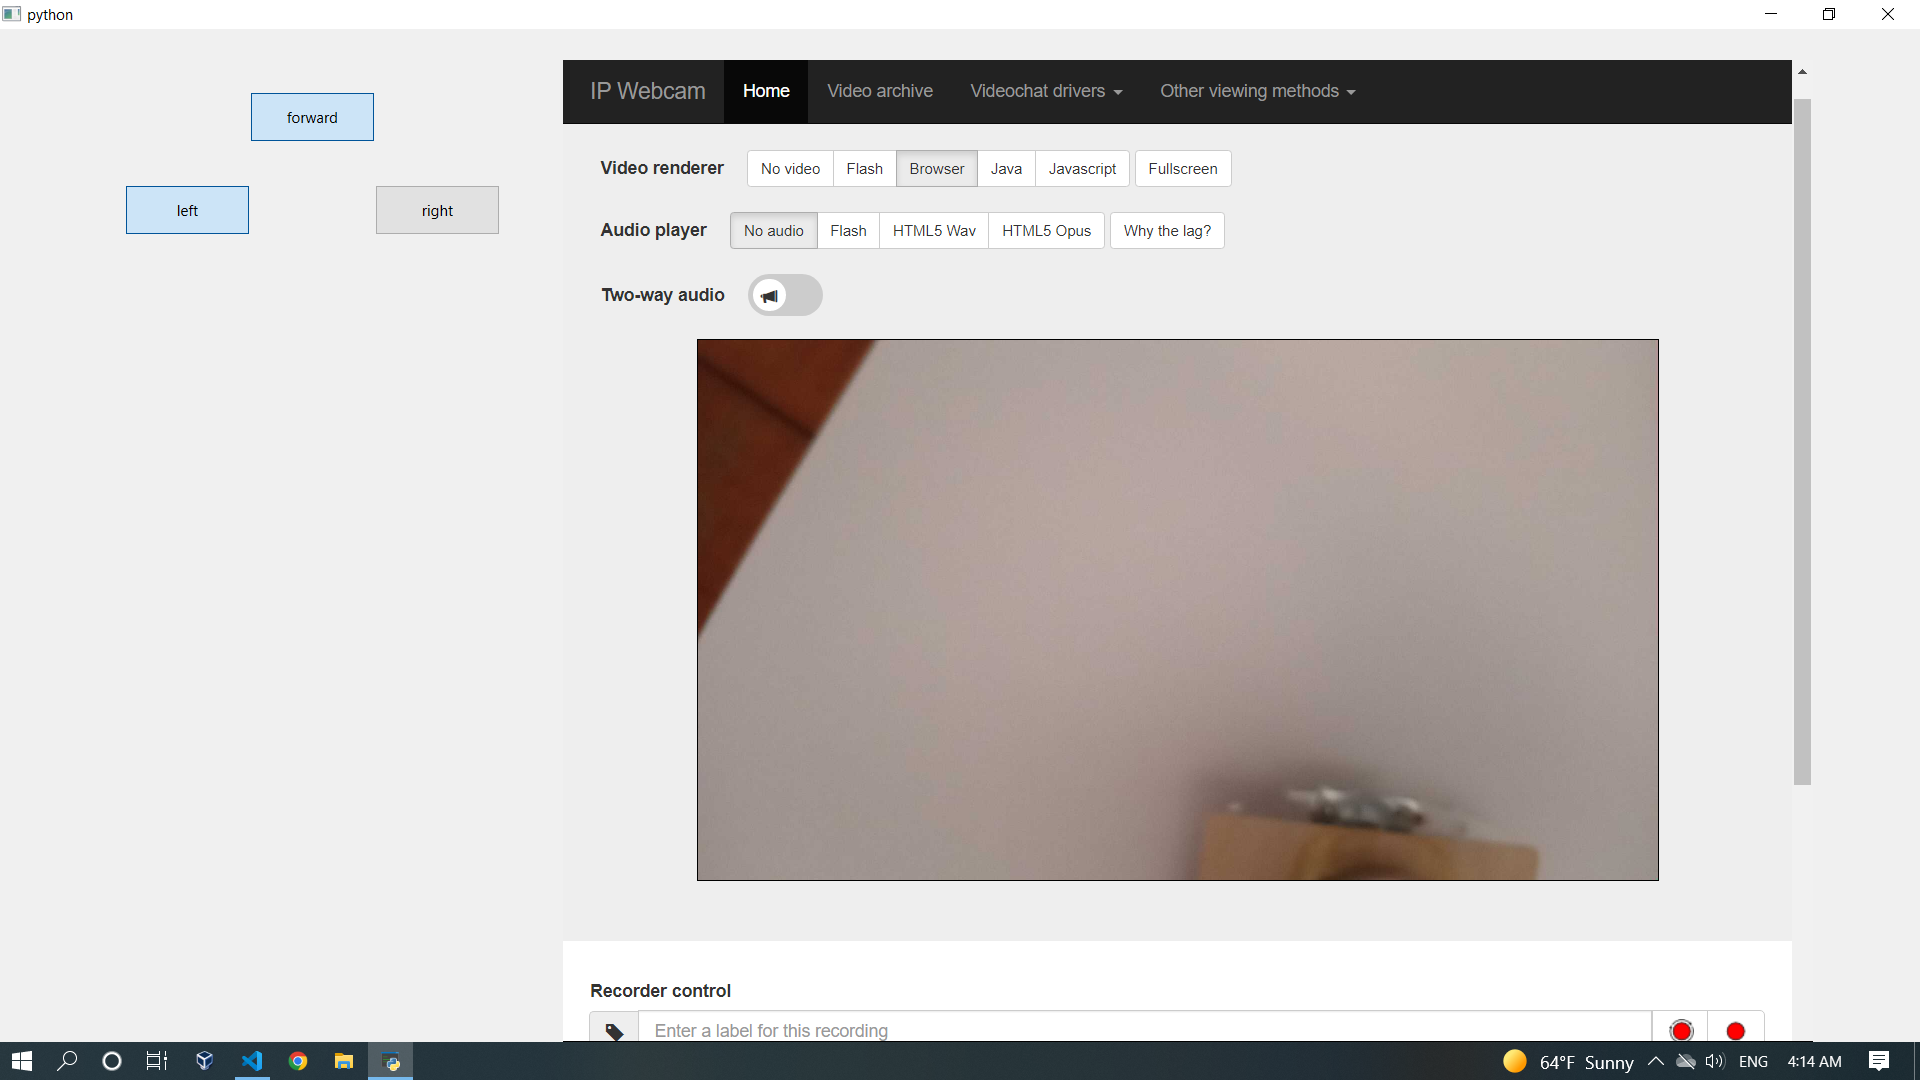 python
forward
left right
IP Webcam Home Video archive Videochat drivers Other viewing methods
Video renderer No video Flash Browser Java Javascript Fullscreen
Audio player No audio Flash HTML5 Wav HTML5 Opus Why the lag?
Two-way audio
Recorder control
Enter a label for this recording
64°F Sunny ENG 4:14 AM